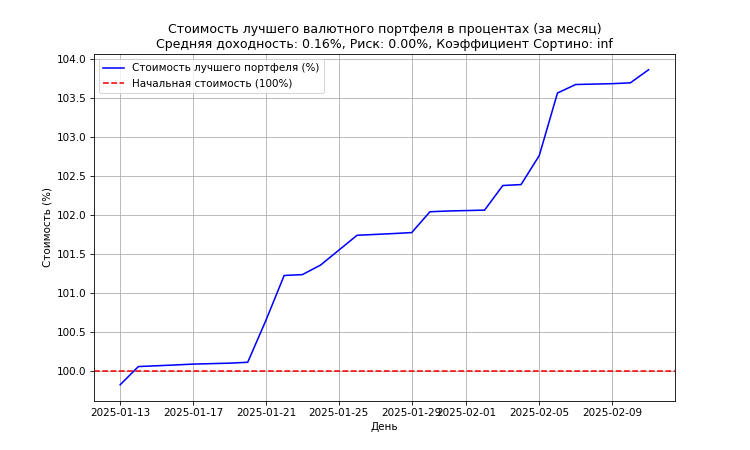 Стоимость лучшего валютного портфеля в процентах (за месяц)
Средняя доходность: 0.16%, Риск: 0.00%, Коэффициент Сортино: inf
Стоимость лучшего портфеля (%)
Начальная стоимость (100%)
Стоимость (%)
104.0
103.5
103.0
102.5
102.0
101.5
101.0
100.5
100.0
2025-01-13 2025-01-17 2025-01-21 2025-01-25 2025-01-29 2025-02-01 2025-02-05 2025-02-09
День